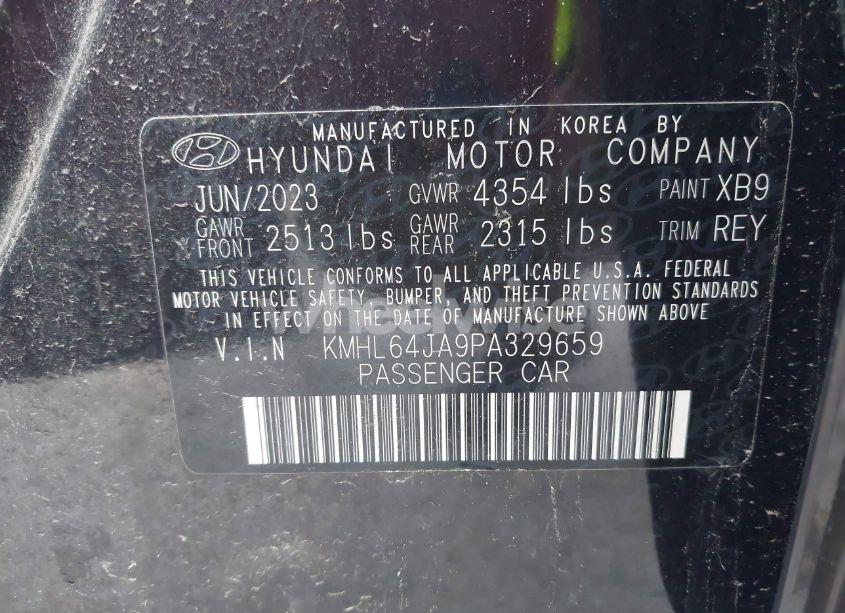 MANUFACTURED IN KOREA BY
HYUNDAI MOTOR COMPANY
JUN/2023 GVWR 4354 lbs PAINT XB9
GAWR FRONT 2513 lbs GAWR REAR 2315 lbs TRIM REY
THIS VEHICLE CONFORMS TO ALL APPLICABLE U.S.A. FEDERAL
MOTOR VEHICLE SAFETY, BUMPER, AND THEFT PREVENTION STANDARDS
IN EFFECT ON THE DATE OF MANUFACTURE SHOWN ABOVE
V.I.N KMHL64JA9PA329659
PASSENGER CAR